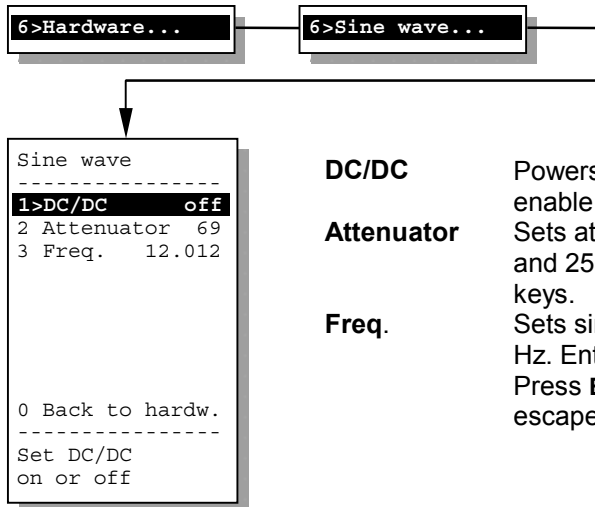 6>Hardware...
6>Sine wave...
Sine wave
----------------
1>DC/DC off
2 Attenuator 69
3 Freq. 12.012
0 Back to hardw.
----------------
Set DC/DC
on or off
DC/DC Powers
enable
Attenuator Sets at
and 25
keys.
Freq. Sets
Hz. Ent
Press
escape